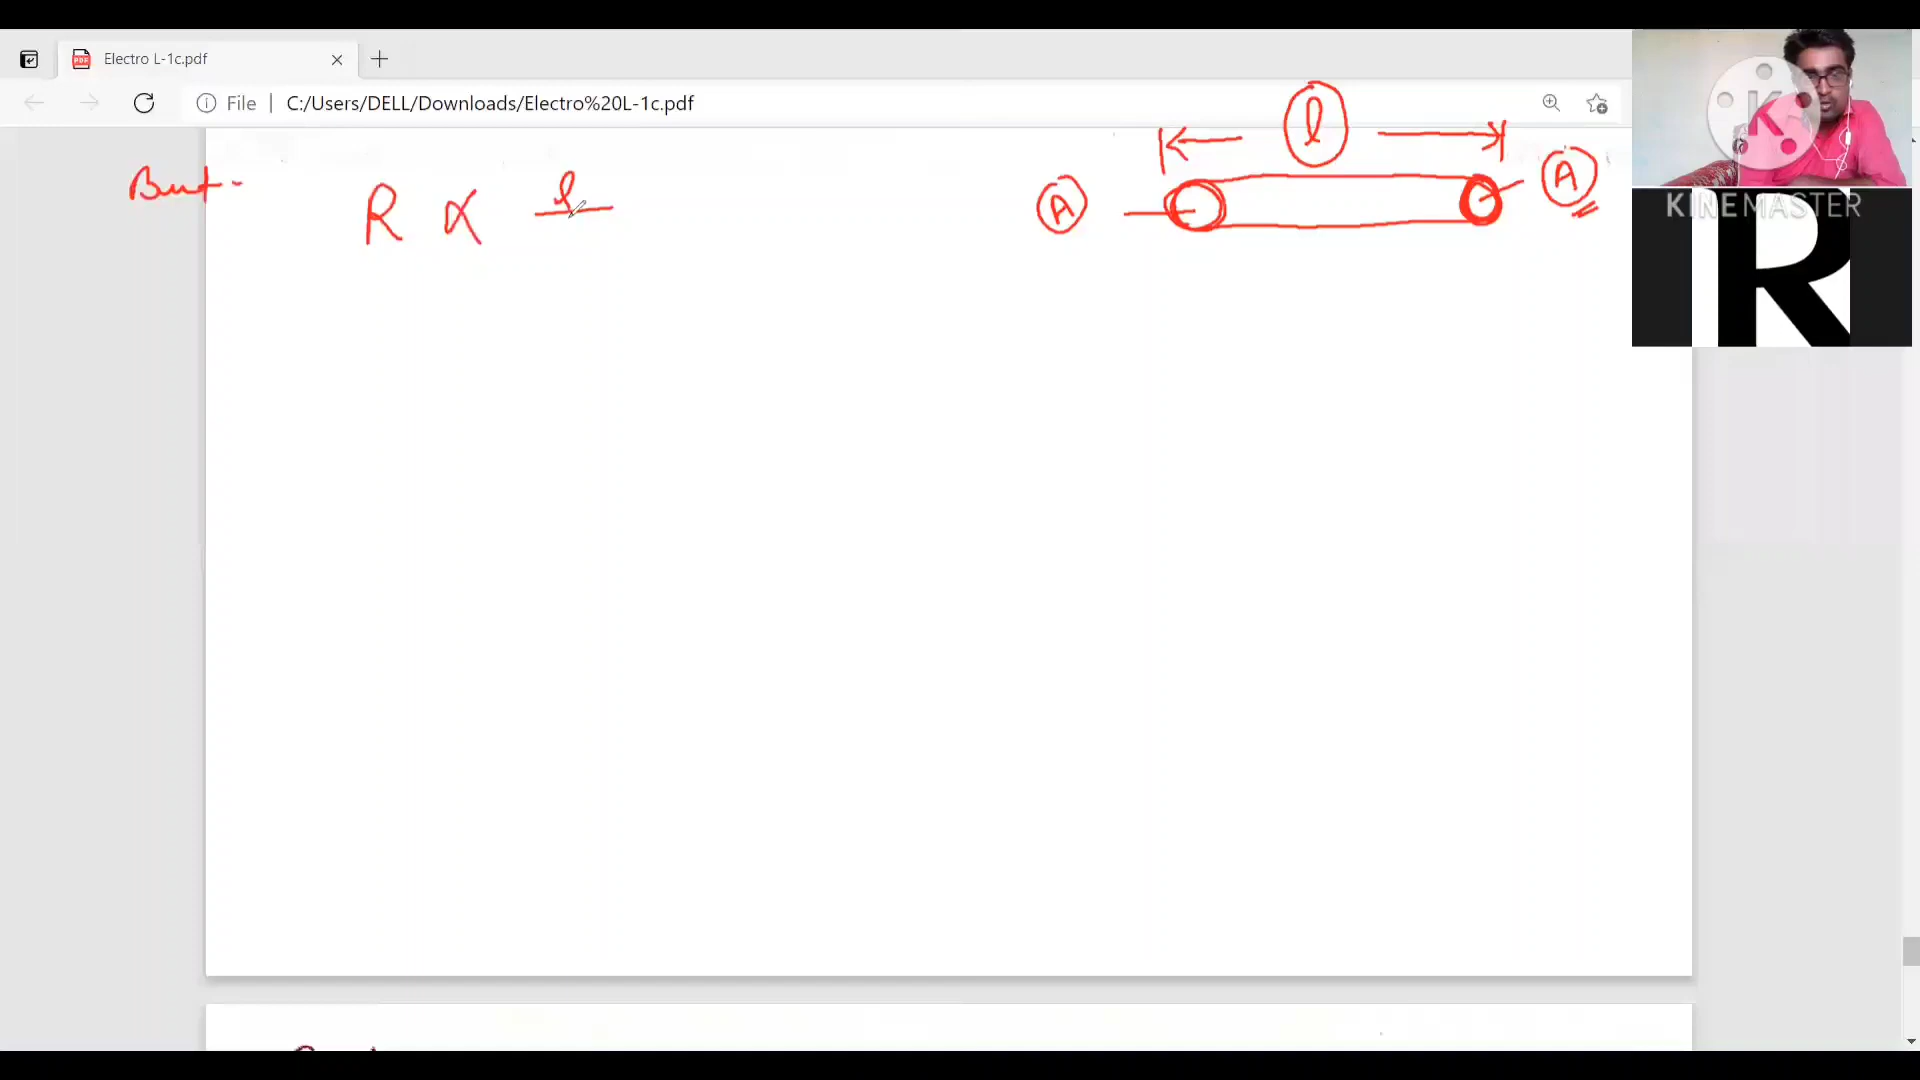 Electro L-1c.pdf
File | C:/Users/DELL/Downloads/Electro%20L-1c.pdf
l
But- R ∝ l
A A
K
KINEMASTER
R